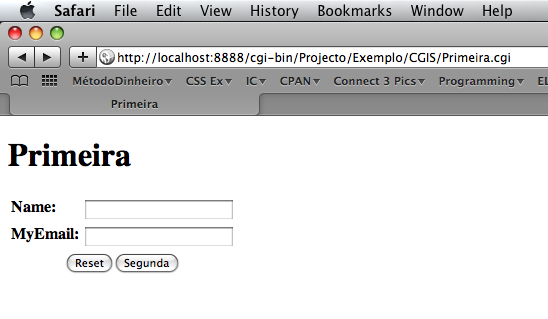 Safari File Edit View History Bookmarks Window Help
http://localhost:8888/cgi-bin/Projecto/Exemplo/CGIS/Primeira.cgi
MétodoDinheiro CSS Ex IC CPAN Connect 3 Pics Programming EL
Primeira
Primeira
Name:
MyEmail:
Reset Segunda